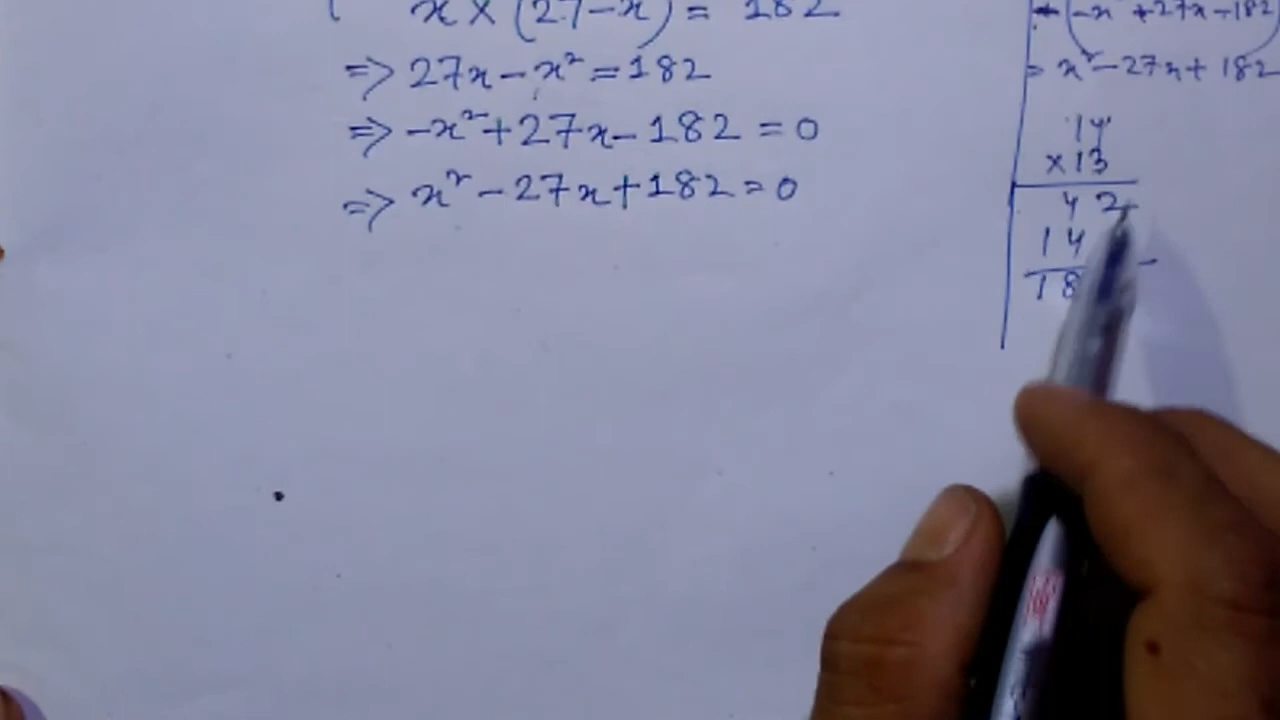 x × (27-x) = 182
=> 27x - x² = 182
=> -x² + 27x - 182 = 0
=> x² - 27x + 182 = 0
-(-x² + 27x - 182)
= x² - 27x + 182
14
×13
42
14
18